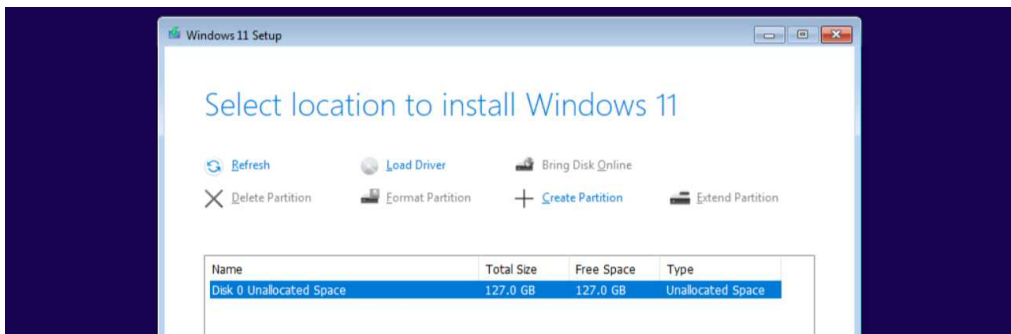 Windows 11 Setup
Select location to install Windows 11
Refresh Load Driver Bring Disk Online
Delete Partition Format Partition Create Partition Extend Partition
Name Total Size Free Space Type
Disk 0 Unallocated Space 127.0 GB 127.0 GB Unallocated Space